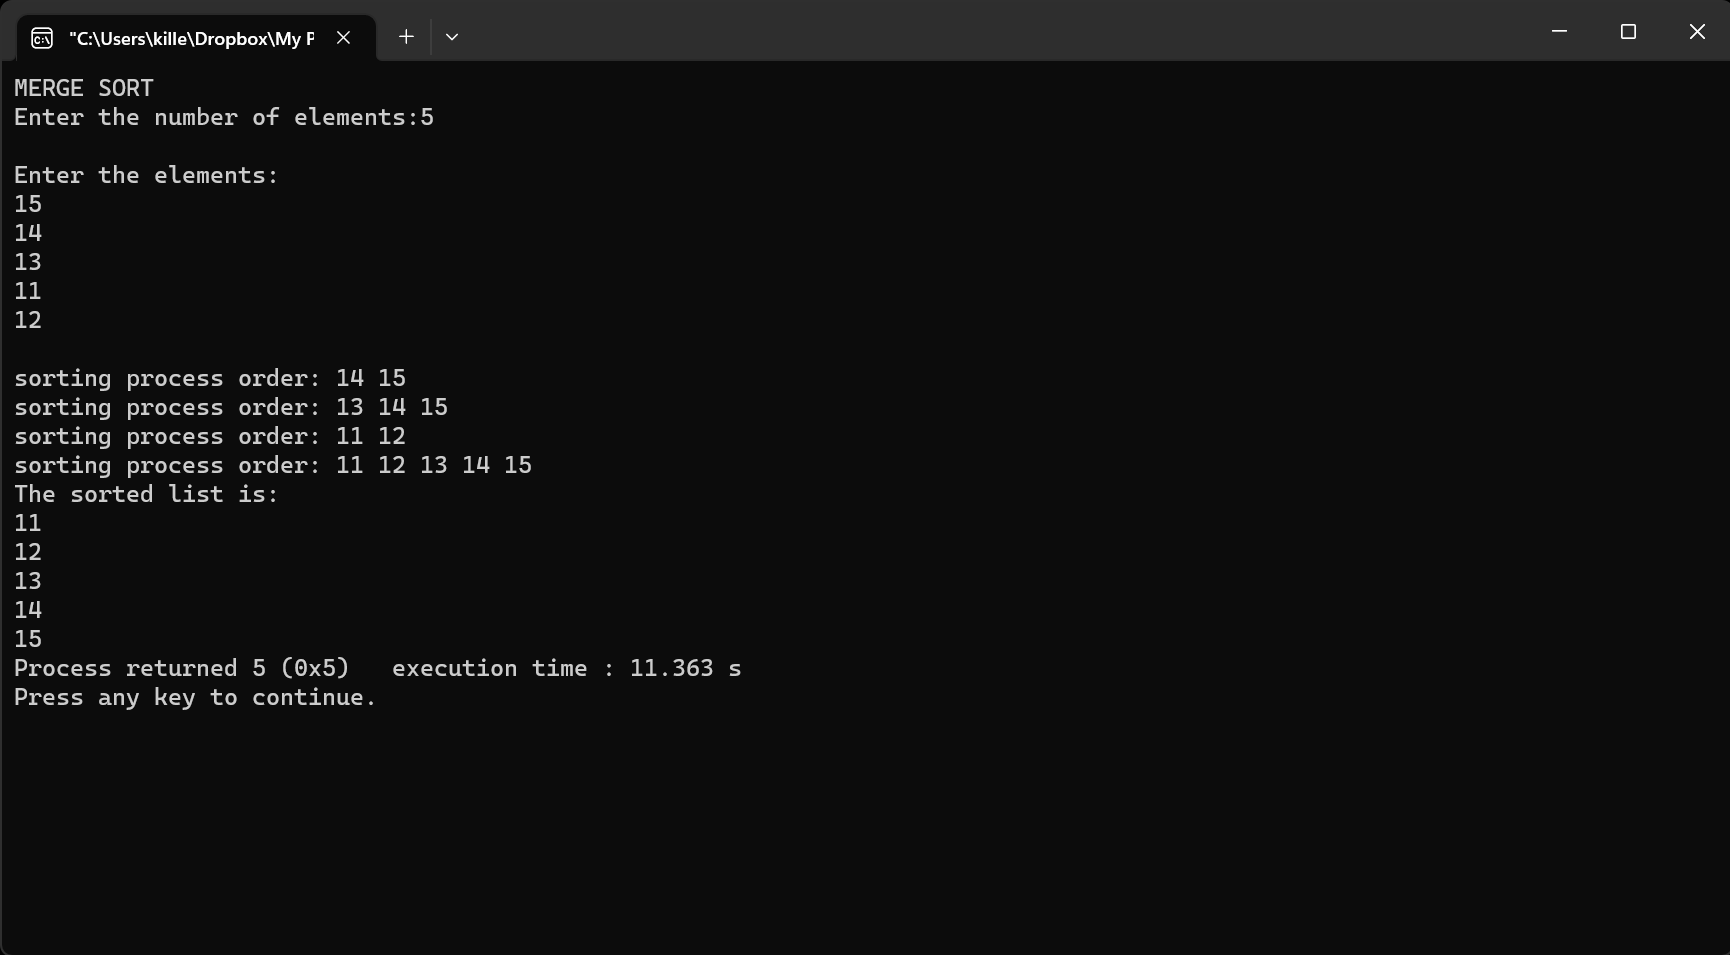 "C:\Users\kille\Dropbox\My P
MERGE SORT
Enter the number of elements:5
Enter the elements:
15
14
13
11
12
sorting process order: 14 15
sorting process order: 13 14 15
sorting process order: 11 12
sorting process order: 11 12 13 14 15
The sorted list is:
11
12
13
14
15
Process returned 5 (0x5)   execution time : 11.363 s
Press any key to continue.